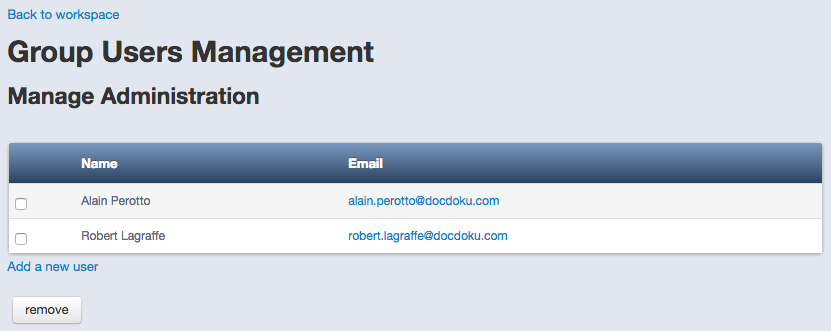 Back to workspace
Group Users Management
Manage Administration
Name Email
Alain Perotto alain.perotto@docdoku.com
Robert Lagraffe robert.lagraffe@docdoku.com
Add a new user
remove